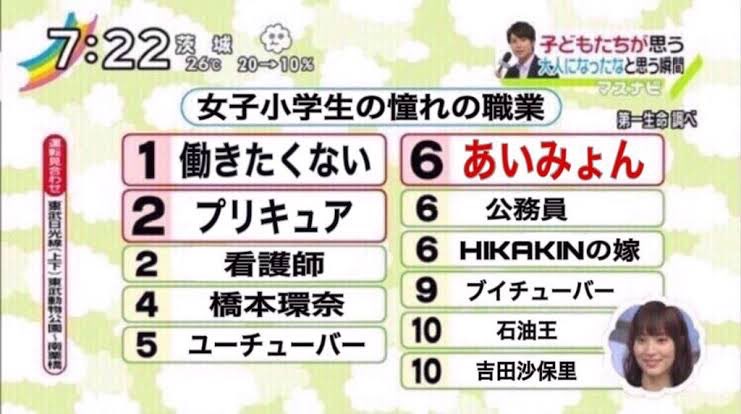 7:22 茨城
26℃ 20→10%
子どもたちが思う
大人になったなと思う瞬間
マスナビ
女子小学生の憧れの職業
第一生命 調べ
運転見合わせ 東武日光線(上下)東武動物公園〜南栗橋
1 働きたくない
2 プリキュア
2 看護師
4 橋本環奈
5 ユーチューバー
6 あいみょん
6 公務員
6 HIKAKINの嫁
9 ブイチューバー
10 石油王
10 吉田沙保里